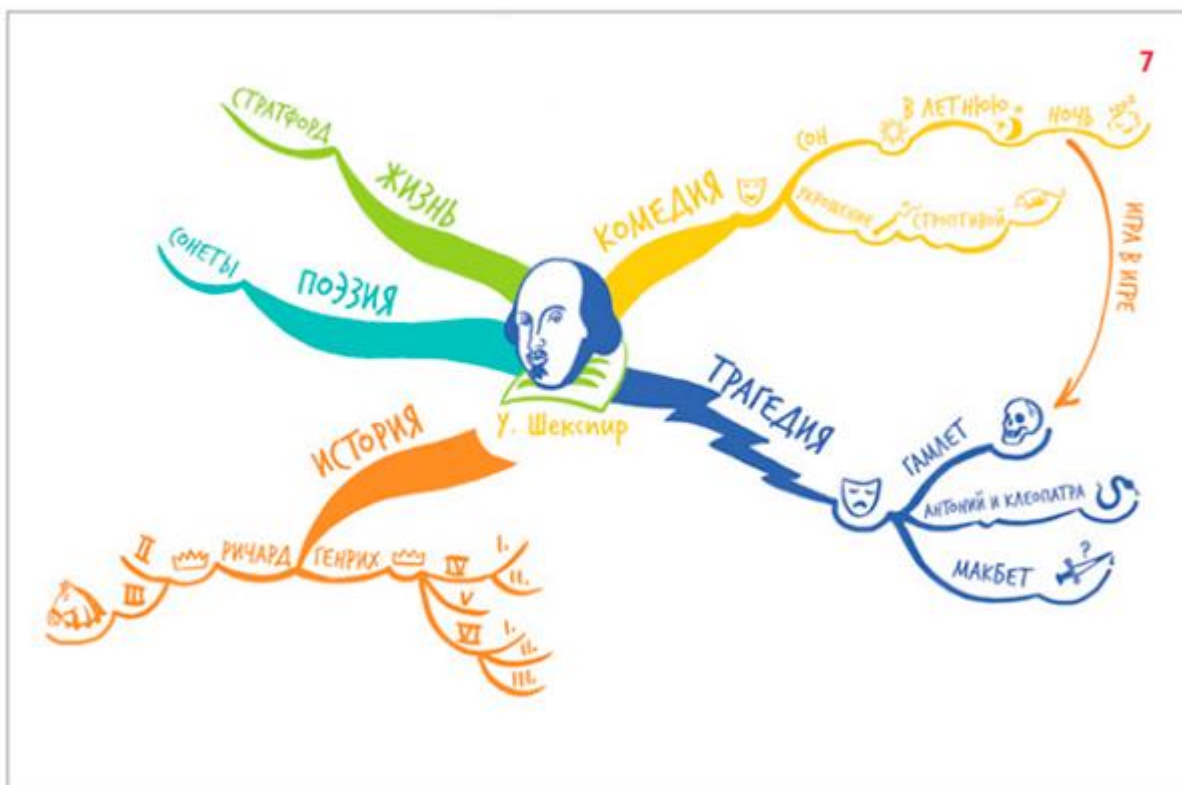 7
СТРАТФОРД
ЖИЗНЬ
СОНЕТЫ
ПОЭЗИЯ
КОМЕДИЯ
СОН
В ЛЕТНЮЮ
НОЧЬ
УКРОЩЕНИЕ
СТРОПТИВОЙ
ИГРА В ИГРЕ
У. Шекспир
ТРАГЕДИЯ
ГАМЛЕТ
АНТОНИЙ И КЛЕОПАТРА
МАКБЕТ
?
ИСТОРИЯ
РИЧАРД
II
III
ГЕНРИХ
IV
I.
II.
V
VI
I.
II.
III.